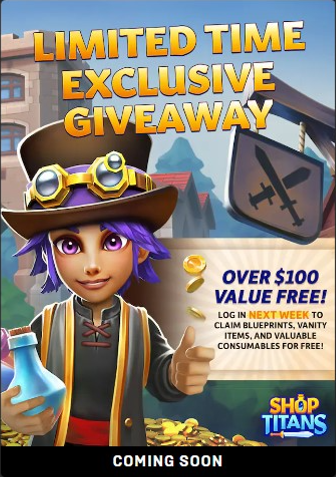 LIMITED TIME
EXCLUSIVE
GIVEAWAY
OVER $100
VALUE FREE!
LOG IN NEXT WEEK TO
CLAIM BLUEPRINTS, VANITY
ITEMS, AND VALUABLE
CONSUMABLES FOR FREE!
SHOP
TITANS
COMING SOON